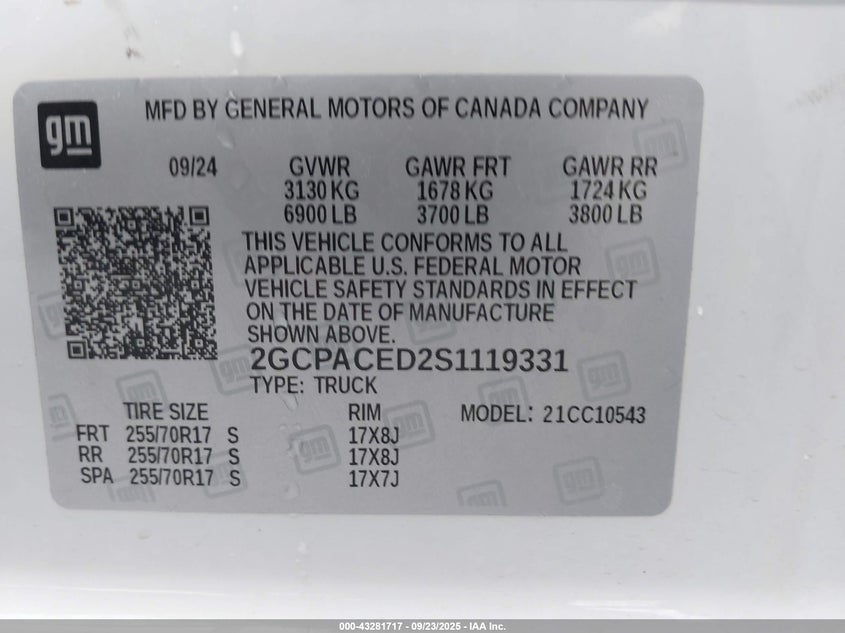 gm
MFD BY GENERAL MOTORS OF CANADA COMPANY
09/24 GVWR GAWR FRT GAWR RR
3130 KG 1678 KG 1724 KG
6900 LB 3700 LB 3800 LB
THIS VEHICLE CONFORMS TO ALL
APPLICABLE U.S. FEDERAL MOTOR
VEHICLE SAFETY STANDARDS IN EFFECT
ON THE DATE OF MANUFACTURE
SHOWN ABOVE.
2GCPACED2S1119331
TYPE: TRUCK
TIRE SIZE RIM MODEL: 21CC10543
FRT 255/70R17 S 17X8J
RR 255/70R17 S 17X8J
SPA 255/70R17 S 17X7J
000-43281717 - 09/23/2025 - IAA Inc.